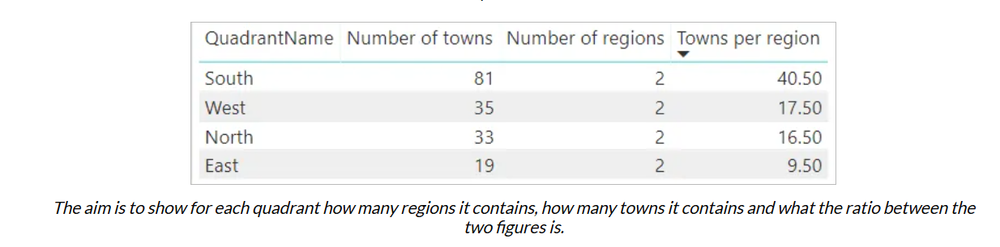 QuadrantName Number of towns Number of regions Towns per region
South 81 2 40.50
West 35 2 17.50
North 33 2 16.50
East 19 2 9.50
The aim is to show for each quadrant how many regions it contains, how many towns it contains and what the ratio between the
two figures is.